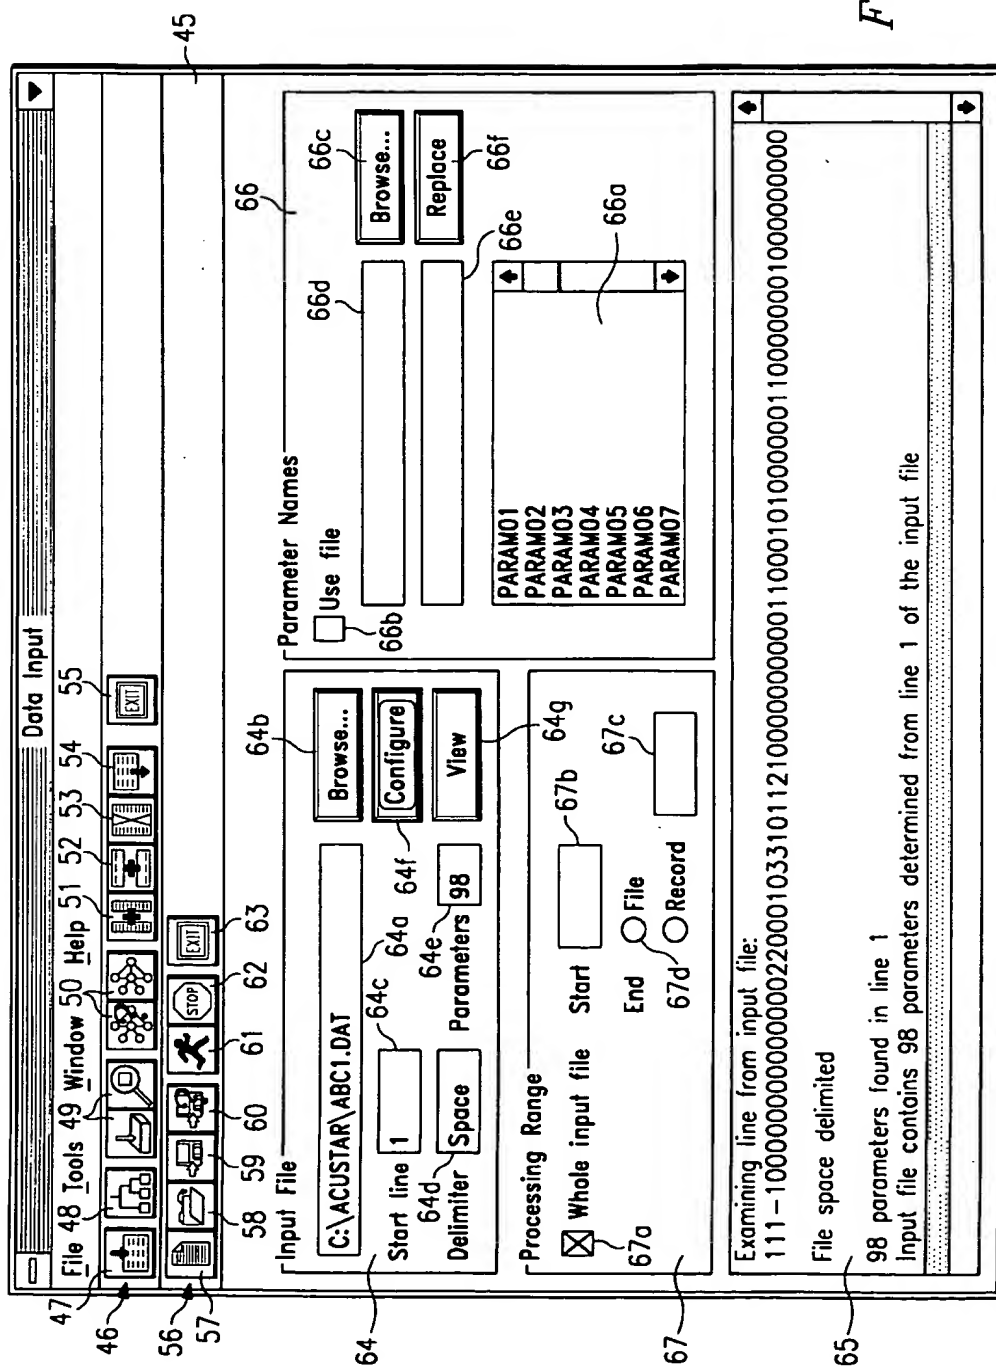 Data Input
File Tools Window Help
47
48
49
50
51
52
53
54
55
EXIT
46
56
57
58
59
60
61
62
63
STOP
EXIT
45
Input File
C:\ACUSTAR\ABC1.DAT
Browse...
Start line 1
Configure
Delimiter Space
Parameters 98
View
64
64a
64b
64c
64d
64e
64f
64g
Parameter Names
Use file
Browse...
Replace
PARAM01
PARAM02
PARAM03
PARAM04
PARAM05
PARAM06
PARAM07
66
66a
66b
66c
66d
66e
66f
Processing Range
Whole input file
Start
End
File
Record
67
67a
67b
67c
67d
Examining line from input file:
File space delimited
98 parameters found in line 1
Input file contains 98 parameters determined from line 1 of the input file
65
F